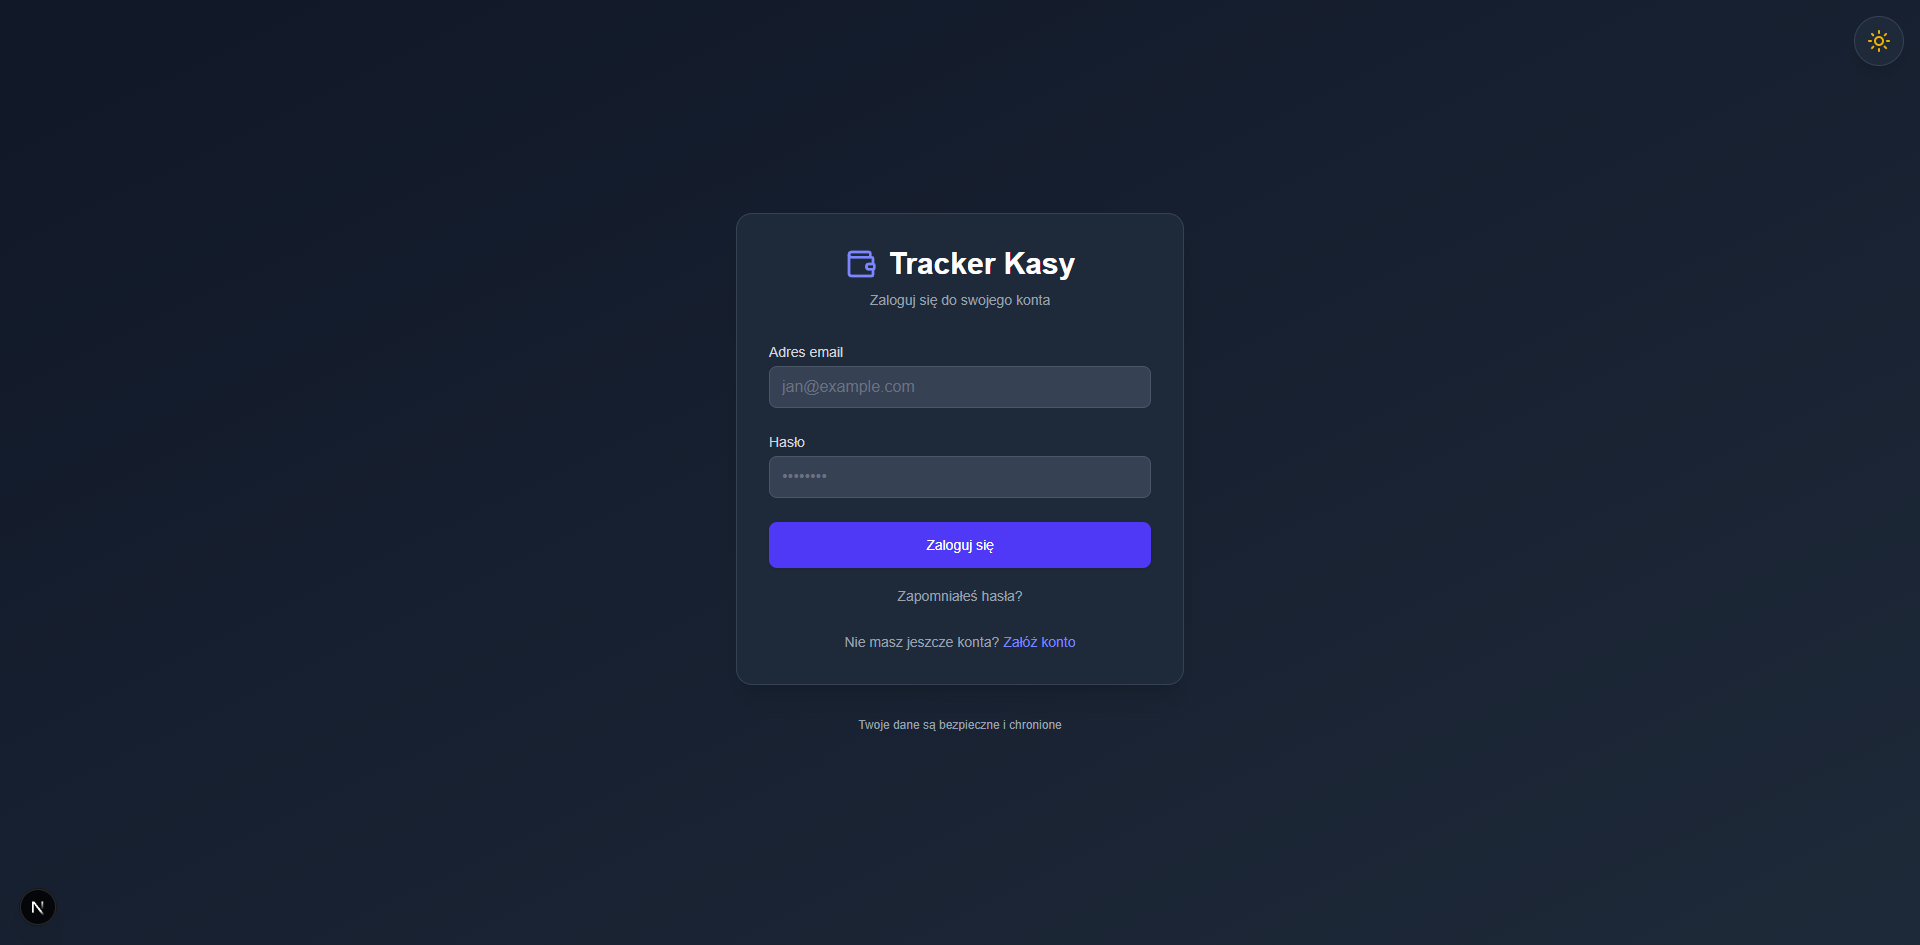 Tracker Kasy
Zaloguj się do swojego konta
Adres email
jan@example.com
Hasło
••••••••
Zaloguj się
Zapomniałeś hasła?
Nie masz jeszcze konta? Załóż konto
Twoje dane są bezpieczne i chronione
N